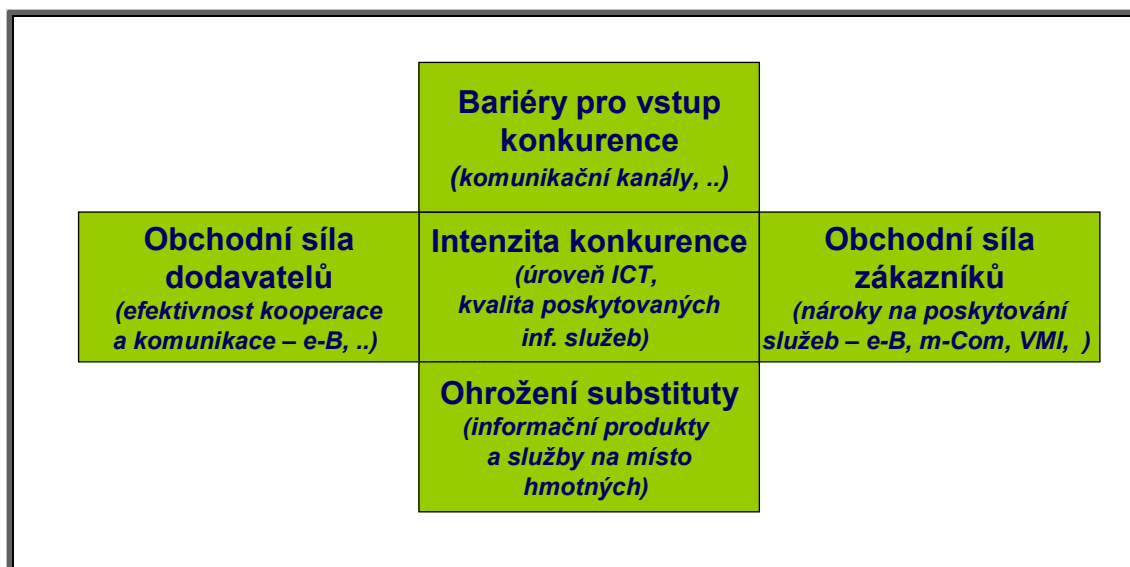 Bariéry pro vstup
konkurence
(komunikační kanály, ..)
Obchodní síla
dodavatelů
(efektivnost kooperace
a komunikace – e-B, ..)
Intenzita konkurence
(úroveň ICT,
kvalita poskytovaných
inf. služeb)
Obchodní síla
zákazníků
(nároky na poskytování
služeb – e-B, m-Com, VMI,  )
Ohrožení substituty
(informační produkty
a služby na místo
hmotných)